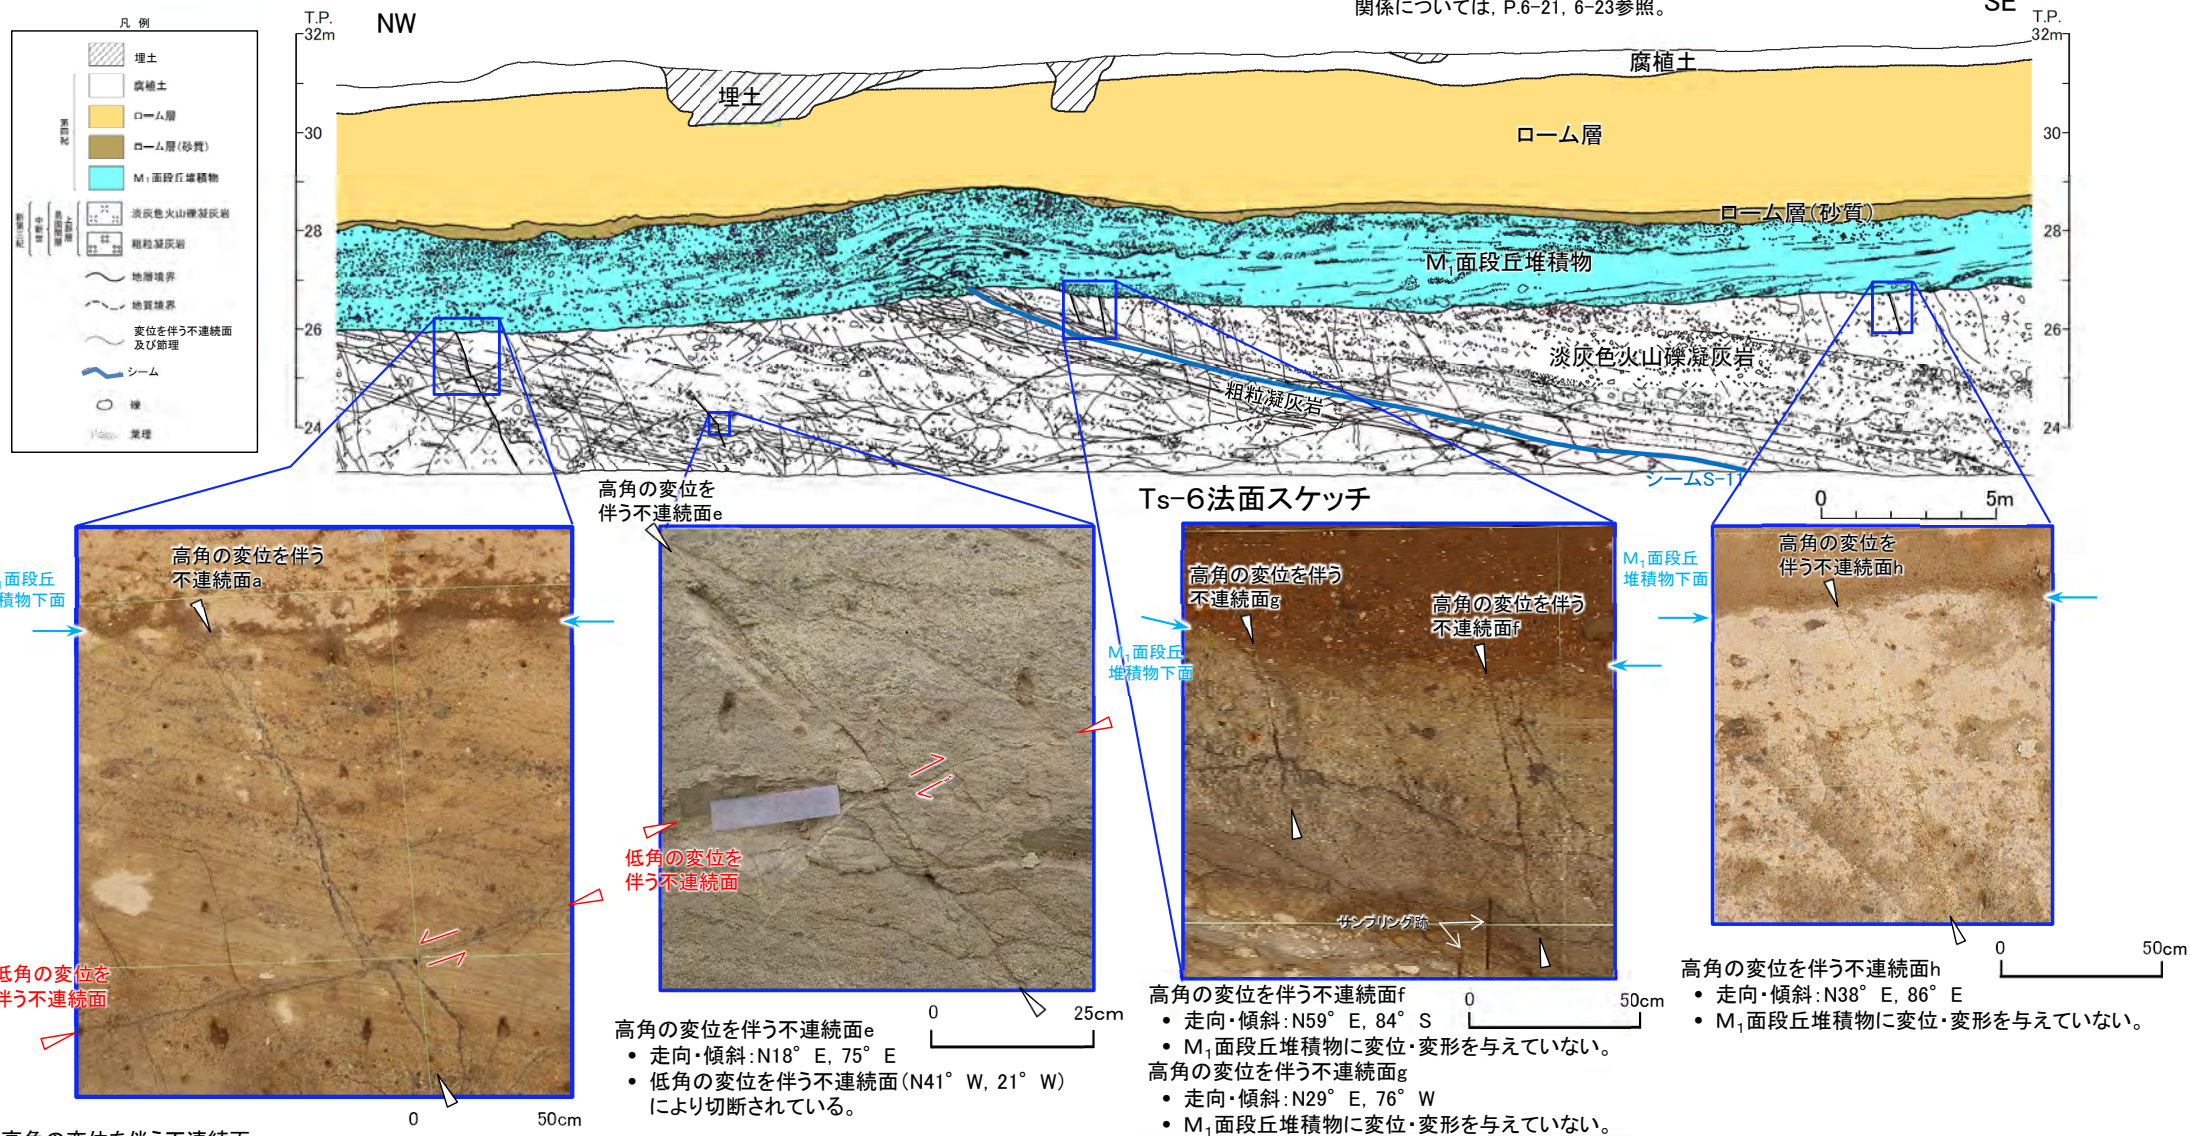 関係については，P.6-21，6-23参照。
凡 例
埋土
腐植土
ローム層
ローム層(砂質)
M₁面段丘堆積物
淡灰色火山礫凝灰岩
粗粒凝灰岩
地層境界
地質境界
変位を伴う不連続面
及び節理
シーム
礫
葉理
第四紀
新第三紀
中新世
T.P.
32m
30
28
26
24
NW
SE
T.P.
32m
30
28
26
24
腐植土
埋土
ローム層
ローム層(砂質)
M₁面段丘堆積物
淡灰色火山礫凝灰岩
粗粒凝灰岩
シームS-11
Ts-6法面スケッチ
0 5m
高角の変位を伴う
不連続面a
面段丘
積物下面
低角の変位を
伴う不連続面
0 50cm
高角の変位を
伴う不連続面e
低角の変位を
伴う不連続面
0 25cm
高角の変位を伴う不連続面e
• 走向・傾斜：N18° E，75° E
• 低角の変位を伴う不連続面(N41° W，21° W)
により切断されている。
高角の変位を伴う
不連続面g
高角の変位を伴う
不連続面f
M₁面段丘
堆積物下面
サンプリング跡
0 50cm
高角の変位を伴う不連続面f
• 走向・傾斜：N59° E，84° S
• M₁面段丘堆積物に変位・変形を与えていない。
高角の変位を伴う不連続面g
• 走向・傾斜：N29° E，76° W
• M₁面段丘堆積物に変位・変形を与えていない。
M₁面段丘
堆積物下面
高角の変位を
伴う不連続面h
0 50cm
高角の変位を伴う不連続面h
• 走向・傾斜：N38° E，86° E
• M₁面段丘堆積物に変位・変形を与えていない。